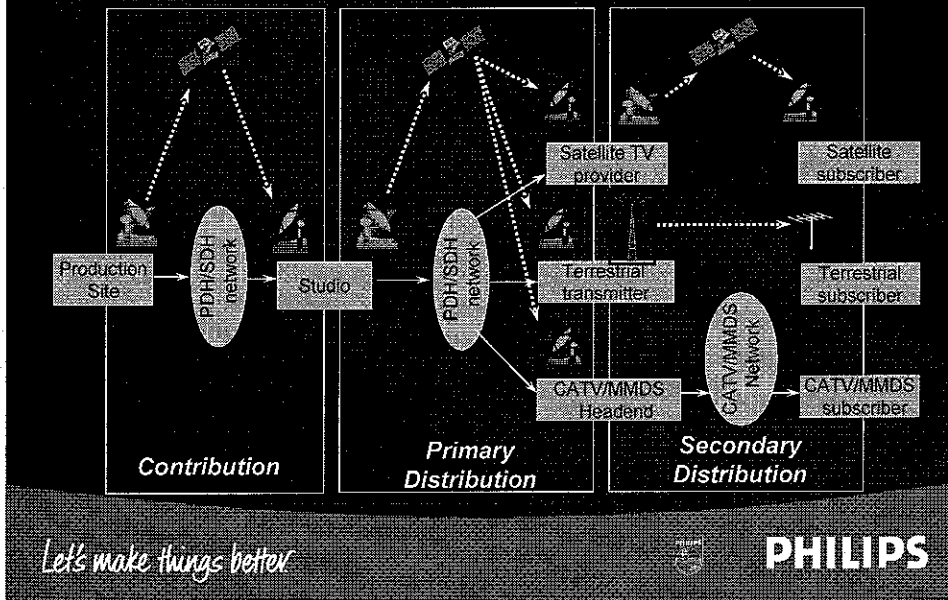 Satellite TV
provider
Satellite
subscriber
Production
Site
PDH/SDH
network
Studio
PDH/SDH
network
Terrestrial
transmitter
Terrestrial
subscriber
CATV/MMDS
Headend
CATV/MMDS
Network
CATV/MMDS
subscriber
Contribution
Primary
Distribution
Secondary
Distribution
Let's make things better
PHILIPS